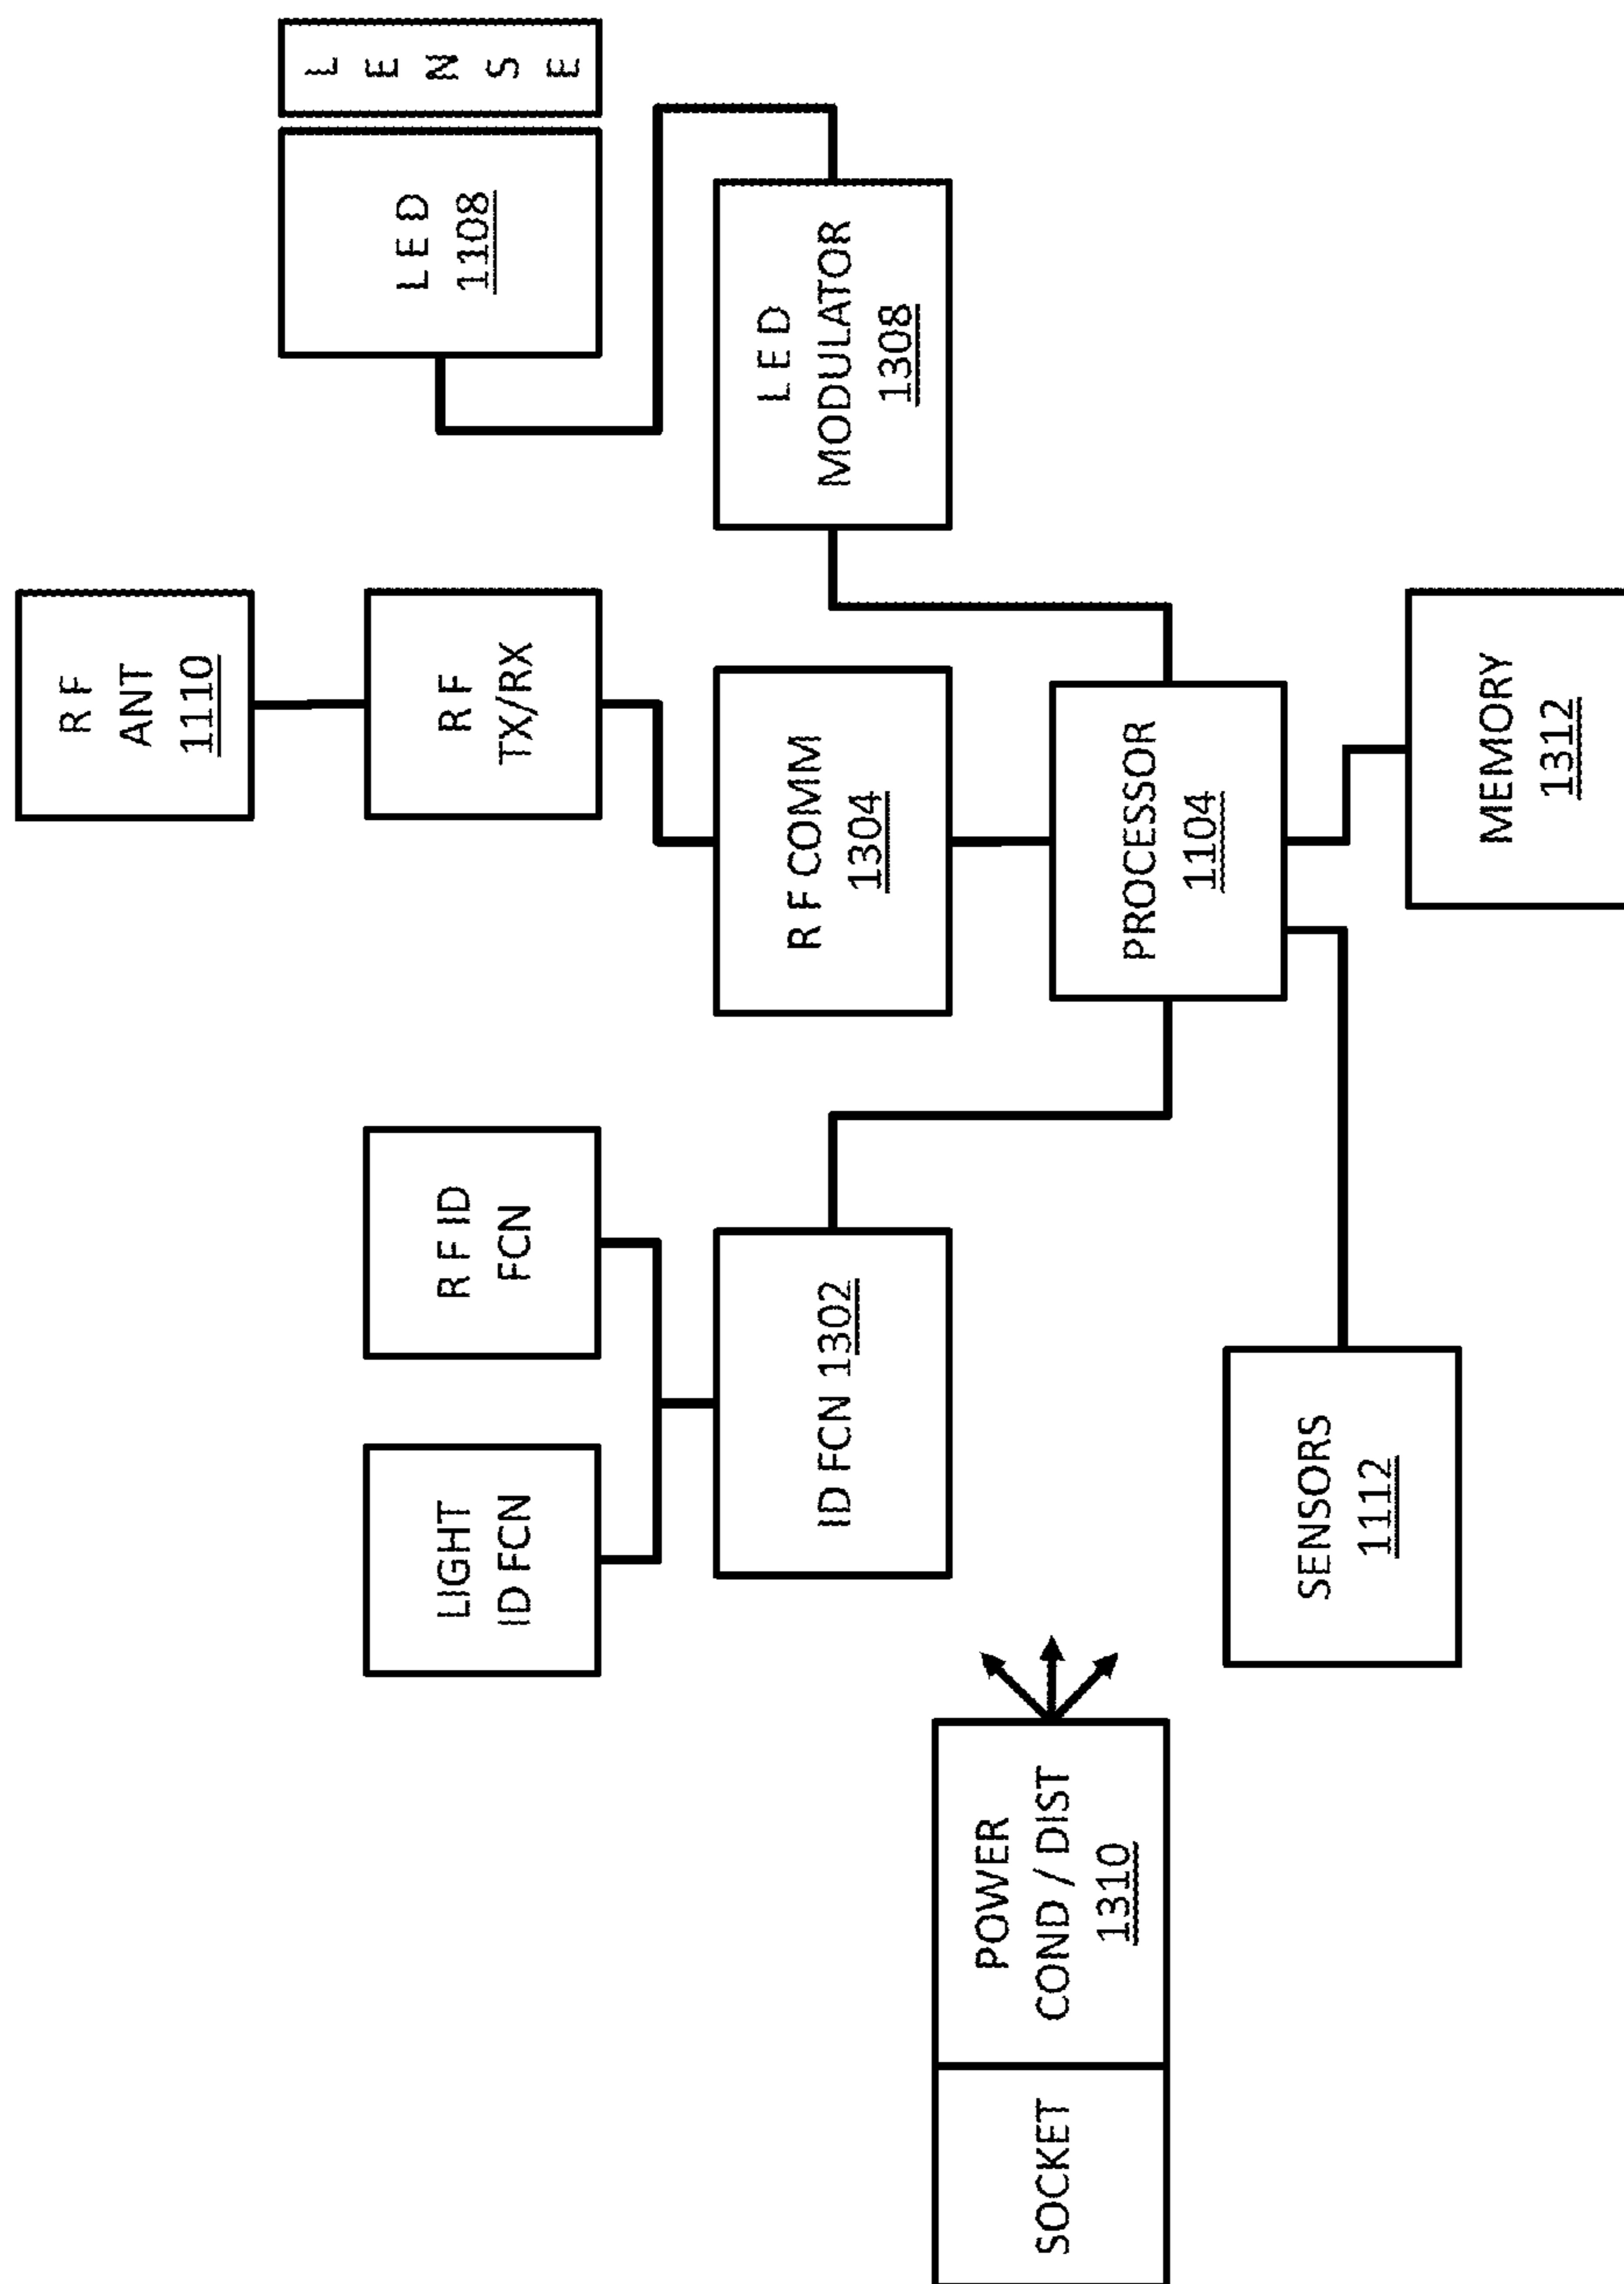 R F
ANT
1110
LIGHT
ID FCN
R F ID
FCN
R F
TX/RX
L E D
1108
L
E
N
S
E
ID FCN 1302
R F COMM
1304
L E D
MODULATOR
1308
SOCKET
POWER
COND / DIST
1310
PROCESSOR
1104
SENSORS
1112
MEMORY
1312